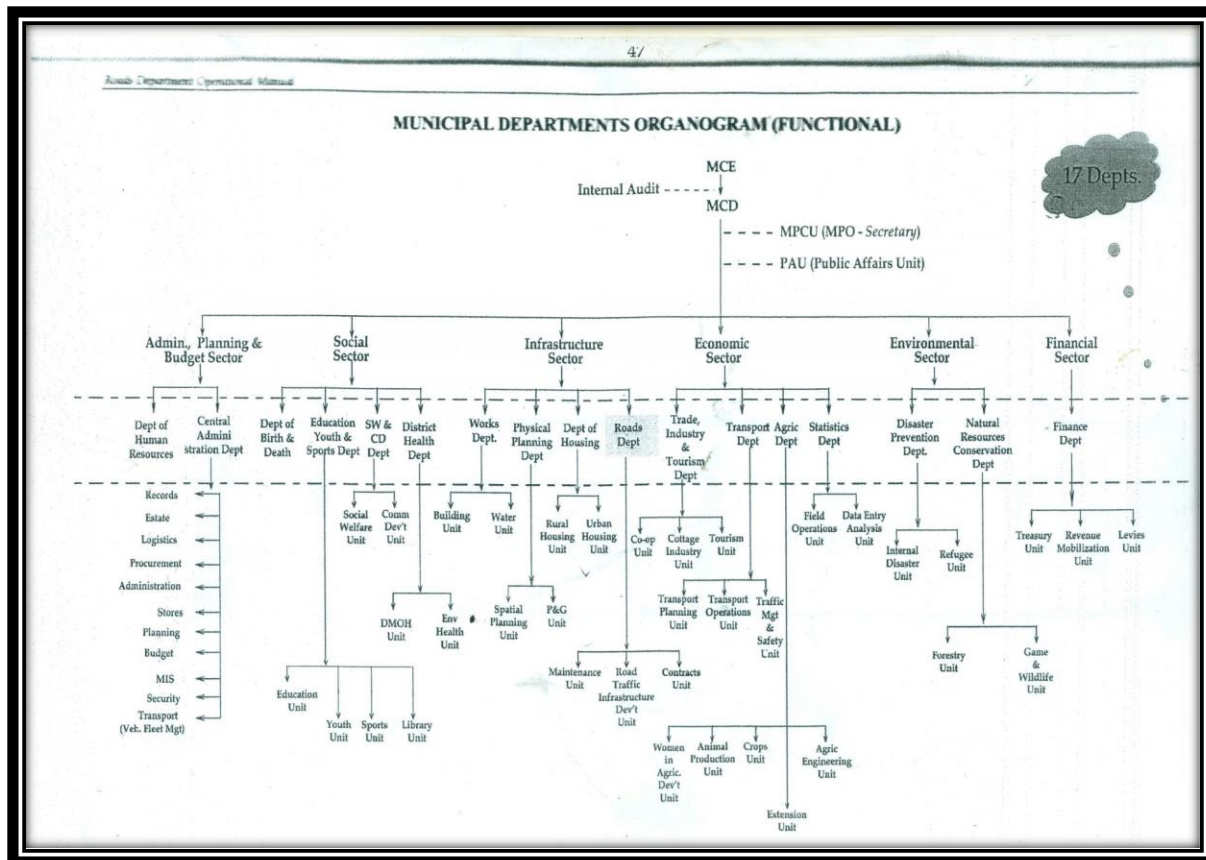 47
Roads Department Operational Manual
MUNICIPAL DEPARTMENTS ORGANOGRAM (FUNCTIONAL)
17 Depts.
MCE
Internal Audit
MCD
MPCU (MPO - Secretary)
PAU (Public Affairs Unit)
Admin., Planning &
Budget Sector
Social
Sector
Infrastructure
Sector
Economic
Sector
Environmental
Sector
Financial
Sector
Dept of
Human
Resources
Central
Admini
stration Dept
Dept of
Birth &
Death
Education
Youth &
Sports Dept
SW &
CD
Dept
District
Health
Dept
Works
Dept.
Physical
Planning
Dept
Dept of
Housing
Roads
Dept
Trade,
Industry
&
Tourism
Dept
Transport
Dept
Agric
Dept
Statistics
Dept
Disaster
Prevention
Dept.
Natural
Resources
Conservation
Dept
Finance
Dept
Records
Estate
Logistics
Procurement
Administration
Stores
Planning
Budget
MIS
Security
Transport
(Veh. Fleet Mgt)
Social
Welfare
Unit
Comm
Dev't
Unit
Building
Unit
Water
Unit
Rural
Housing
Unit
Urban
Housing
Unit
Co-op
Unit
Cottage
Industry
Unit
Tourism
Unit
Field
Operations
Unit
Data Entry
Analysis
Unit
Internal
Disaster
Unit
Refugee
Unit
Treasury
Unit
Revenue
Mobilization
Unit
Levies
Unit
DMOH
Unit
Env
Health
Unit
Spatial
Planning
Unit
P&G
Unit
Transport
Planning
Unit
Transport
Operations
Unit
Traffic
Mgt
&
Safety
Unit
Forestry
Unit
Game
&
Wildlife
Unit
Education
Unit
Youth
Unit
Sports
Unit
Library
Unit
Maintenance
Unit
Road
Traffic
Infrastructure
Dev't Unit
Contracts
Unit
Women
in
Agric.
Dev't
Unit
Animal
Production
Unit
Crops
Unit
Agric
Engineering
Unit
Extension
Unit